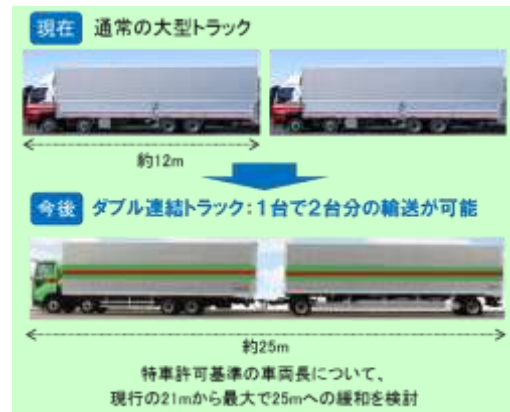 現在 通常の大型トラック
約12m
今後 ダブル連結トラック：1台で2台分の輸送が可能
約25m
特車許可基準の車両長について、
現行の21mから最大で25mへの緩和を検討